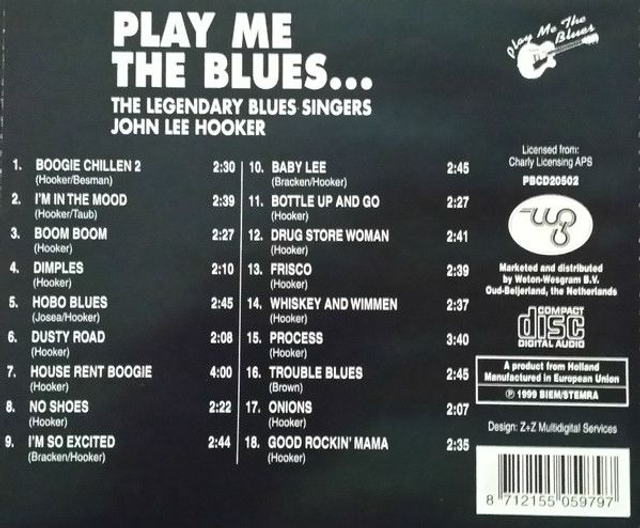 PLAY ME
THE BLUES...
THE LEGENDARY BLUES SINGERS
JOHN LEE HOOKER
Play Me The
Blues
1. BOOGIE CHILLEN 2 2:30
(Hooker/Besman)
2. I'M IN THE MOOD 2:39
(Hooker/Taub)
3. BOOM BOOM 2:27
(Hooker)
4. DIMPLES 2:10
(Hooker)
5. HOBO BLUES 2:45
(Josea/Hooker)
6. DUSTY ROAD 2:08
(Hooker)
7. HOUSE RENT BOOGIE 4:00
(Hooker)
8. NO SHOES 2:22
(Hooker)
9. I'M SO EXCITED 2:44
(Bracken/Hooker)
10. BABY LEE 2:45
(Bracken/Hooker)
11. BOTTLE UP AND GO 2:27
(Hooker)
12. DRUG STORE WOMAN 2:41
(Hooker)
13. FRISCO 2:39
(Hooker)
14. WHISKEY AND WIMMEN 2:37
(Hooker)
15. PROCESS 3:40
(Hooker)
16. TROUBLE BLUES 2:45
(Brown)
17. ONIONS 2:07
(Hooker)
18. GOOD ROCKIN' MAMA 2:35
(Hooker)
Licensed from:
Charly Licensing APS
PBCD20502
Marketed and distributed
by Weton-Wesgram B.V.
Oud-Beijerland, the Netherlands
COMPACT
disc
DIGITAL AUDIO
A product from Holland
Manufactured in European Union
℗ 1999 BIEM/STEMRA
Design: Z+Z Multidigital Services
8 712155 059797